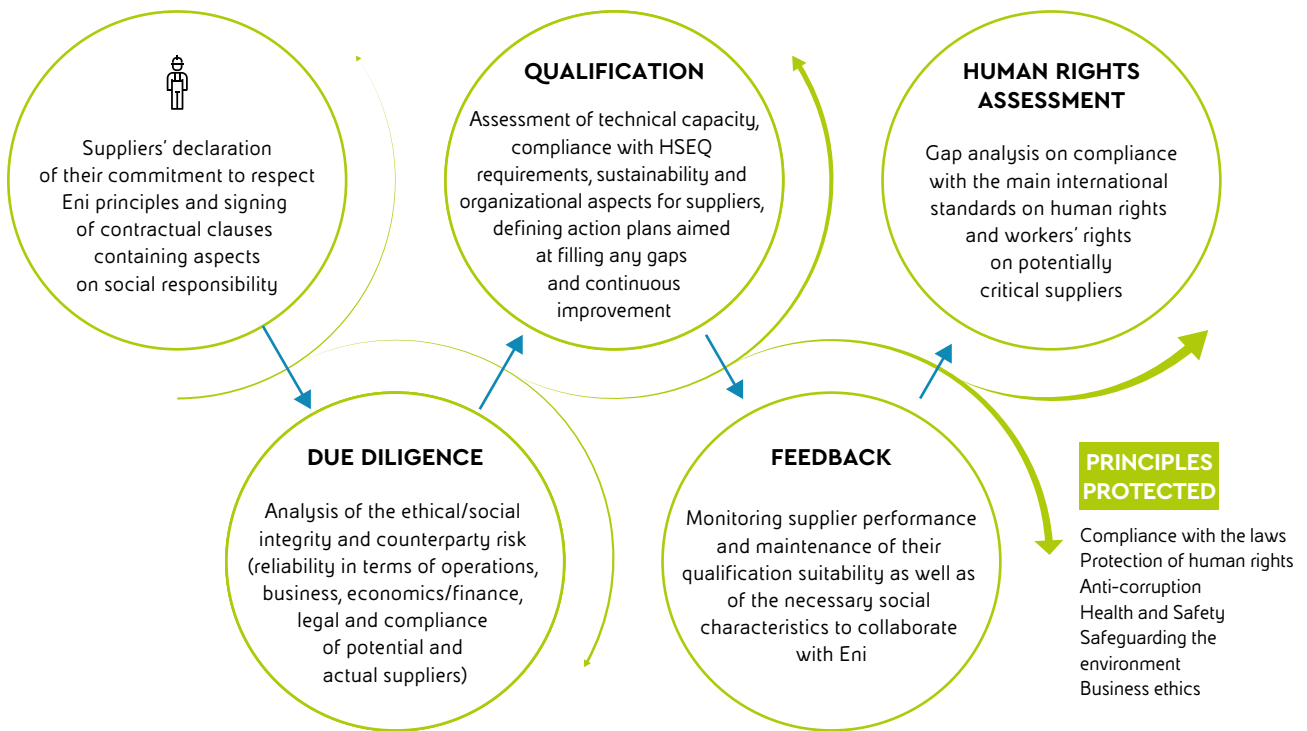 Suppliers' declaration
of their commitment to respect
Eni principles and signing
of contractual clauses
containing aspects
on social responsibility
DUE DILIGENCE
Analysis of the ethical/social
integrity and counterparty risk
(reliability in terms of operations,
business, economics/finance,
legal and compliance
of potential and
actual suppliers)
QUALIFICATION
Assessment of technical capacity,
compliance with HSEQ
requirements, sustainability and
organizational aspects for suppliers,
defining action plans aimed
at filling any gaps
and continuous
improvement
FEEDBACK
Monitoring supplier performance
and maintenance of their
qualification suitability as well as
of the necessary social
characteristics to collaborate
with Eni
HUMAN RIGHTS
ASSESSMENT
Gap analysis on compliance
with the main international
standards on human rights
and workers' rights
on potentially
critical suppliers
PRINCIPLES
PROTECTED
Compliance with the laws
Protection of human rights
Anti-corruption
Health and Safety
Safeguarding the
environment
Business ethics